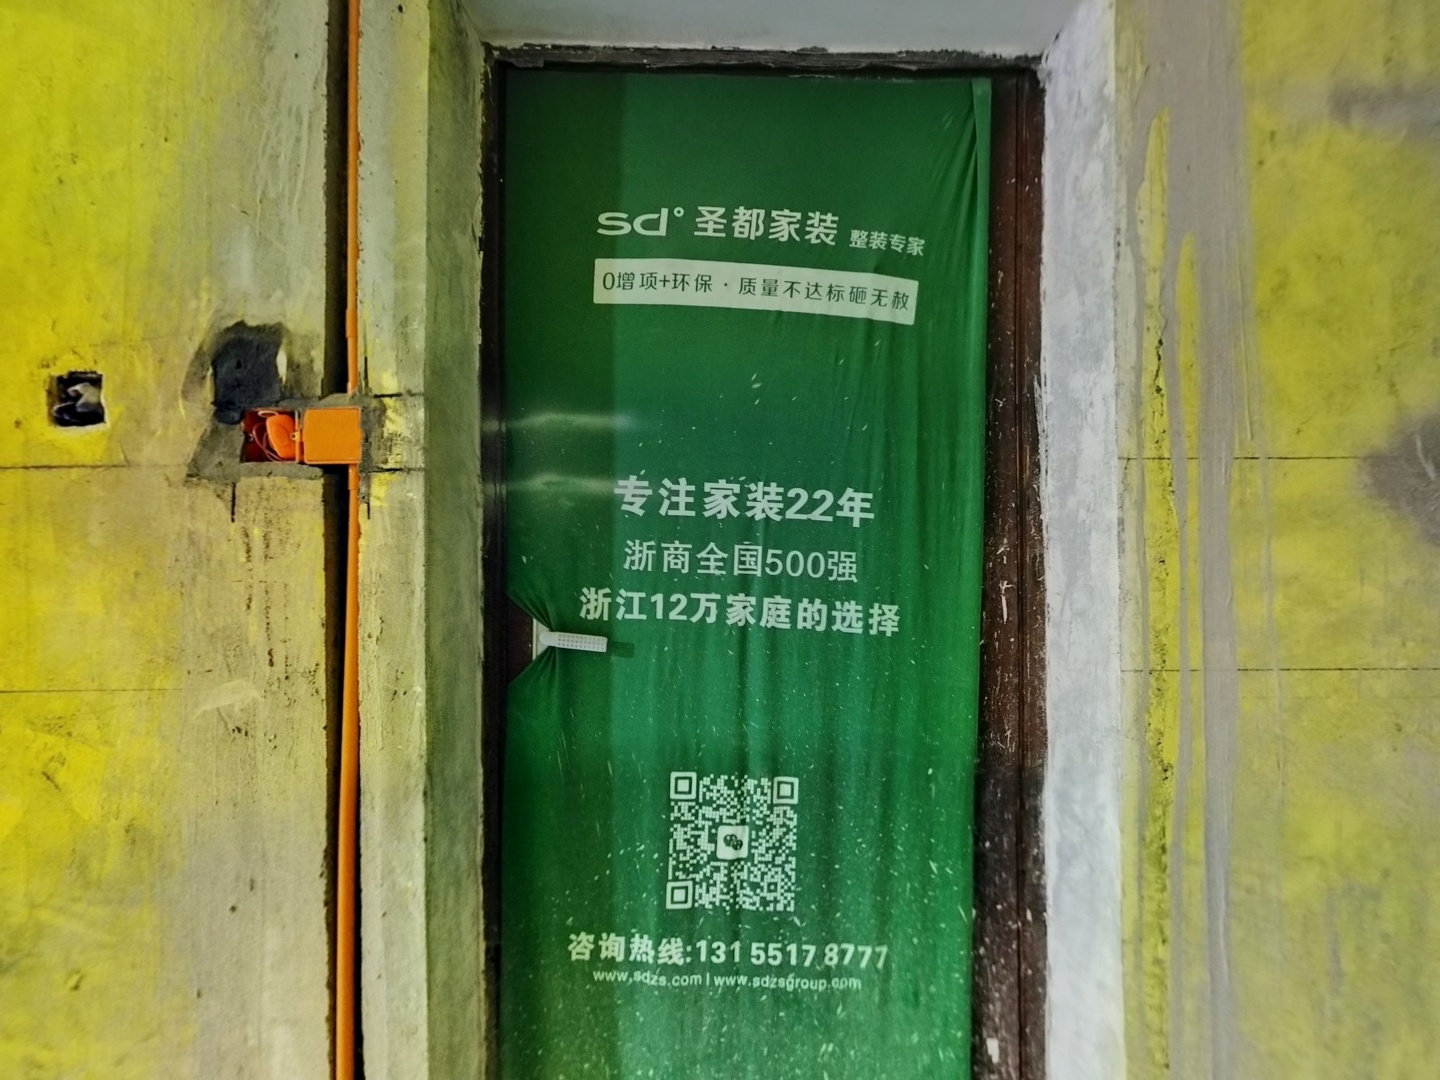 sd° 圣都家装 整装专家
0增项+环保·质量不达标砸无赦
专注家装22年
浙商全国500强
浙江12万家庭的选择
咨询热线:131 5517 8777
www.sdzs.com | www.sdzsgroup.com